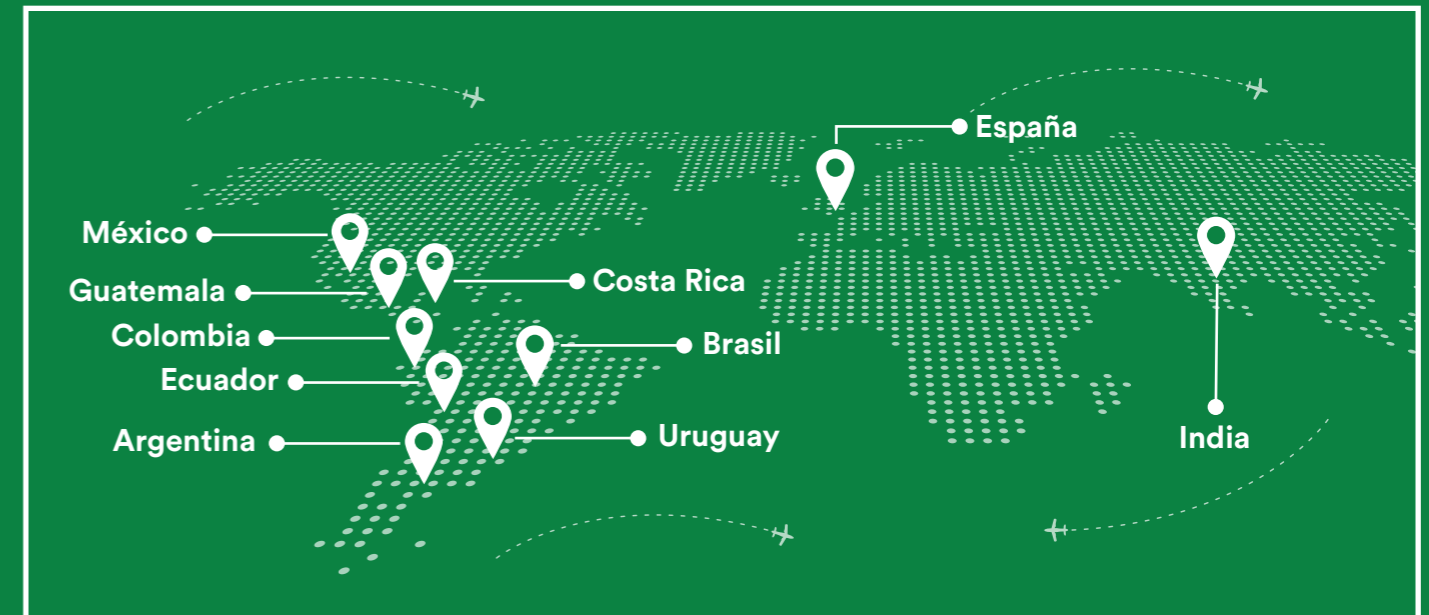 España
México
Guatemala
Costa Rica
Colombia
Brasil
Ecuador
Argentina
Uruguay
India